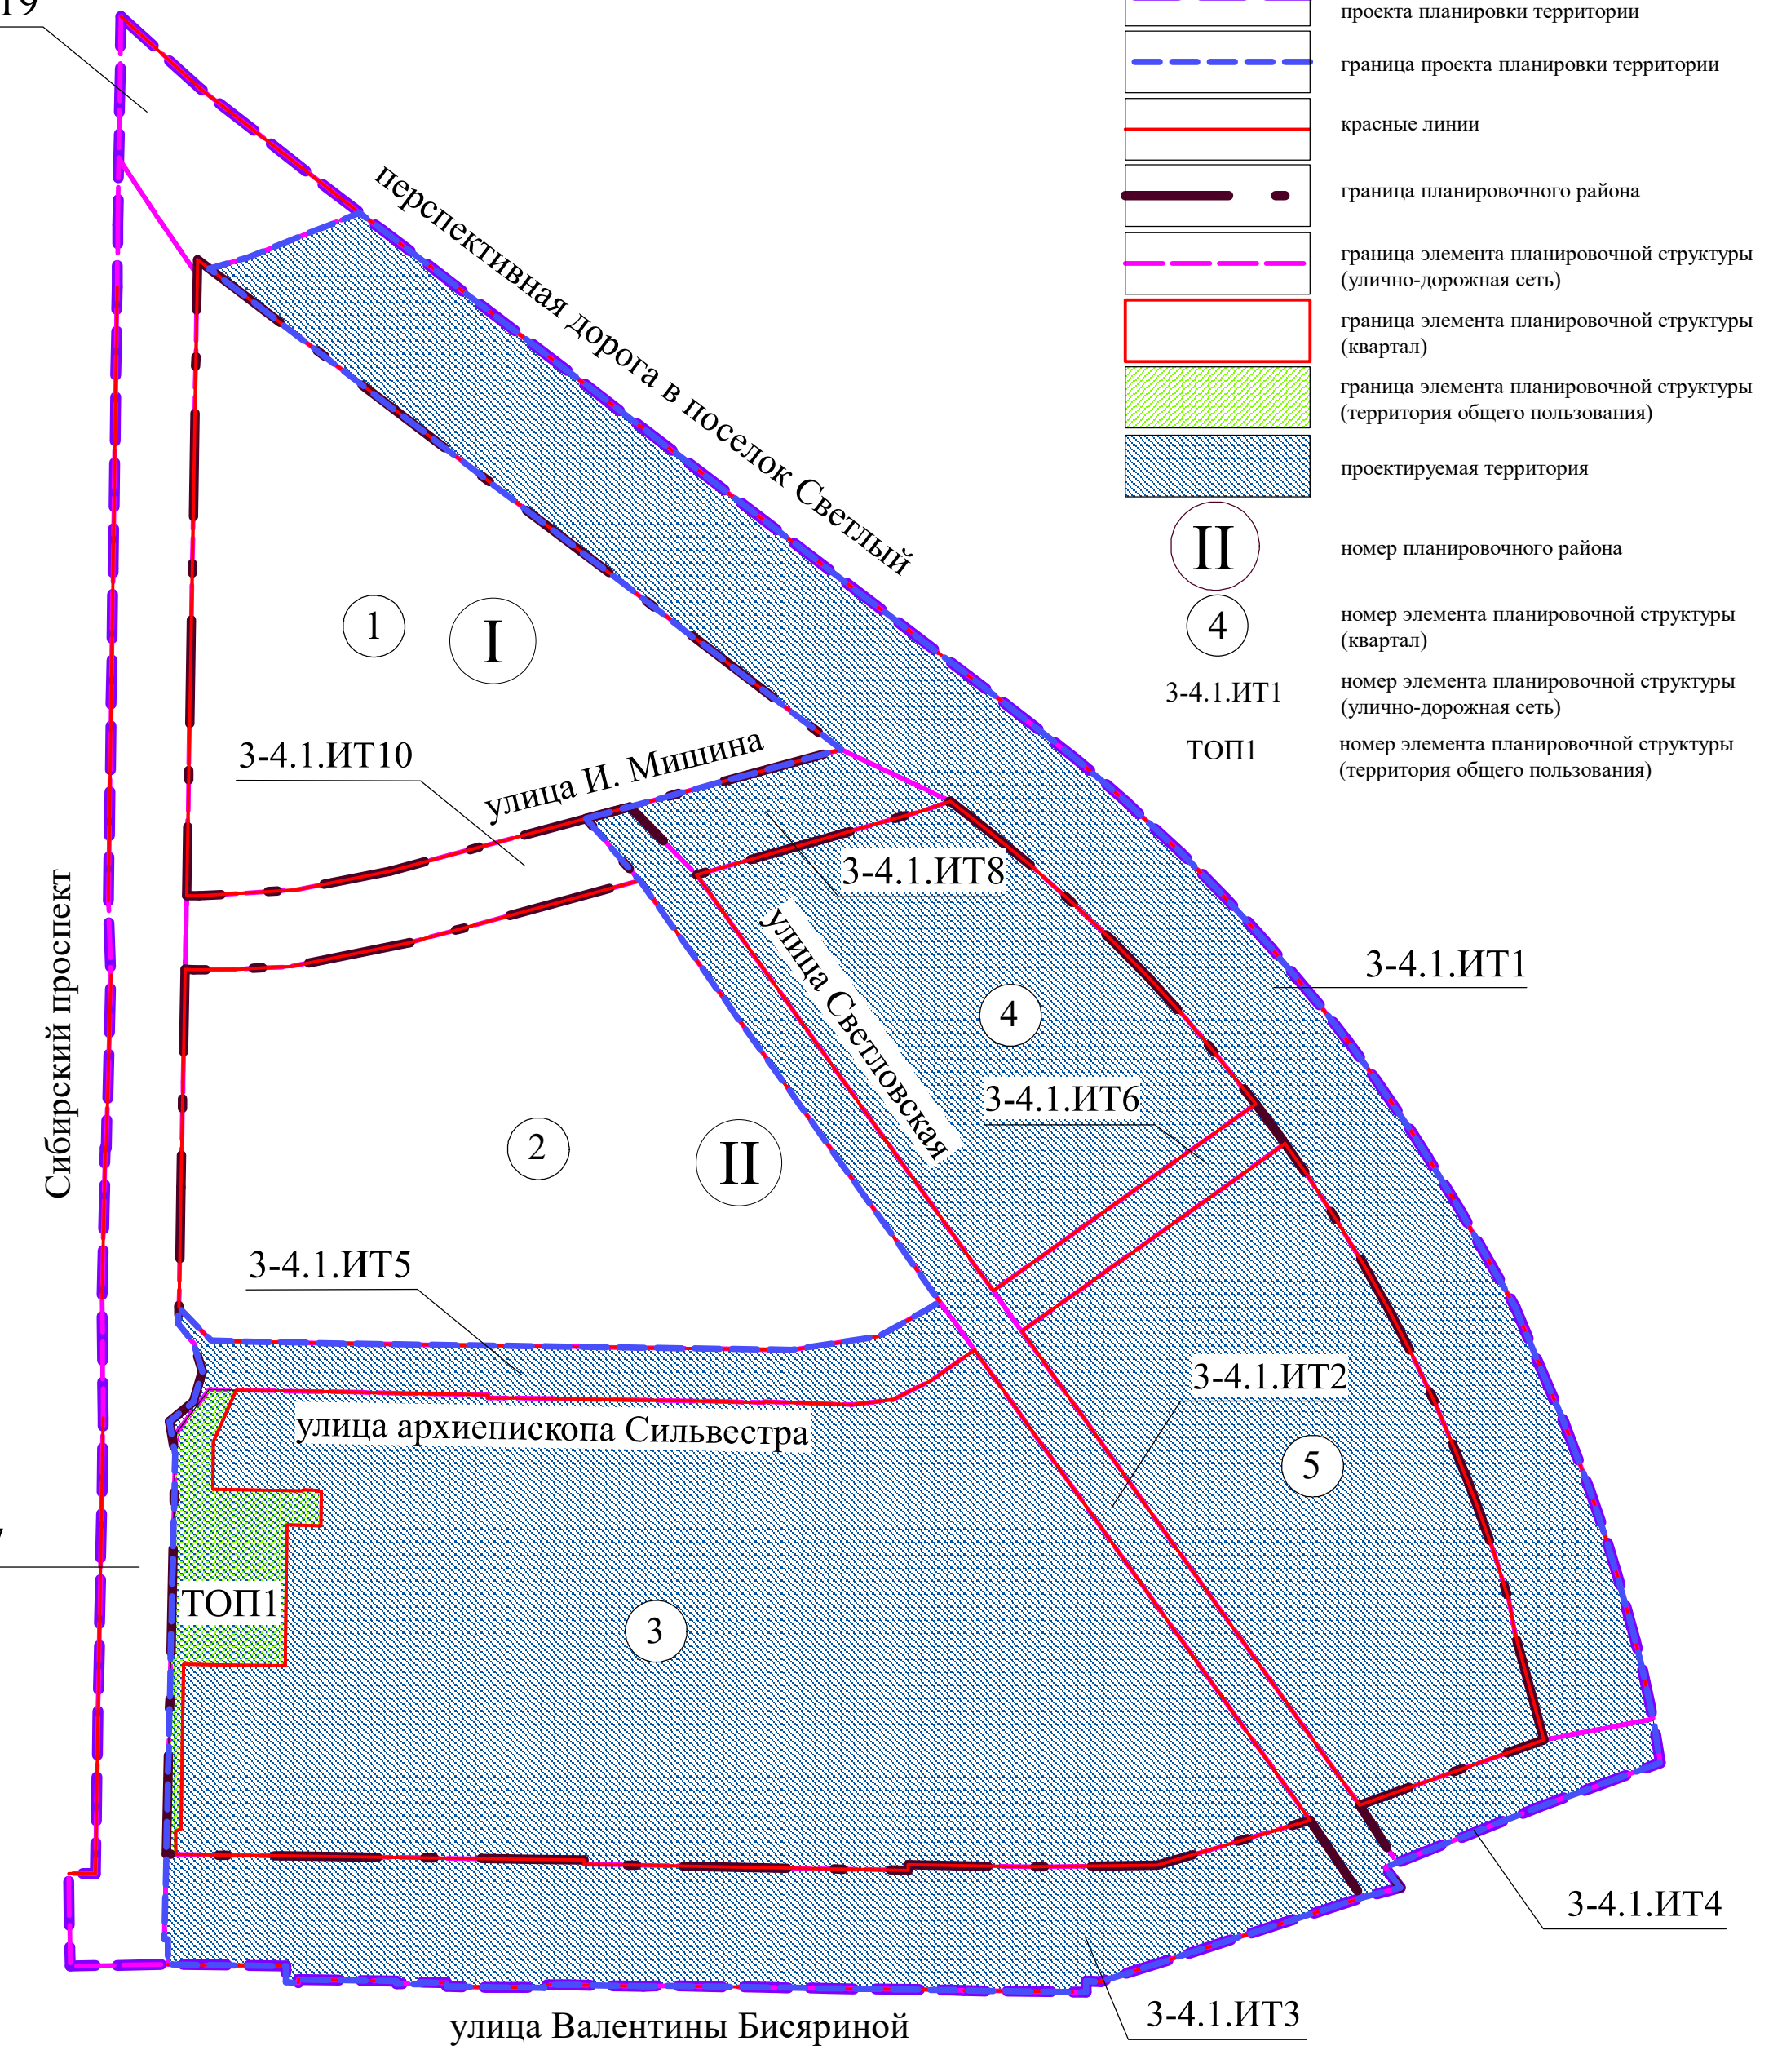 проекта планировки территории
граница проекта планировки территории
красные линии
граница планировочного района
граница элемента планировочной структуры
(улично-дорожная сеть)
граница элемента планировочной структуры
(квартал)
граница элемента планировочной структуры
(территория общего пользования)
проектируемая территория
II
номер планировочного района
4
номер элемента планировочной структуры
(квартал)
3-4.1.ИТ1
номер элемента планировочной структуры
(улично-дорожная сеть)
ТОП1
номер элемента планировочной структуры
(территория общего пользования)
перспективная дорога в поселок Светлый
1
I
3-4.1.ИТ10
улица И. Мишина
3-4.1.ИТ8
улица Светловская
3-4.1.ИТ1
4
3-4.1.ИТ6
Сибирский проспект
2
II
3-4.1.ИТ5
3-4.1.ИТ2
улица архиепископа Сильвестра
5
ТОП1
3
3-4.1.ИТ4
3-4.1.ИТ3
улица Валентины Бисяриной